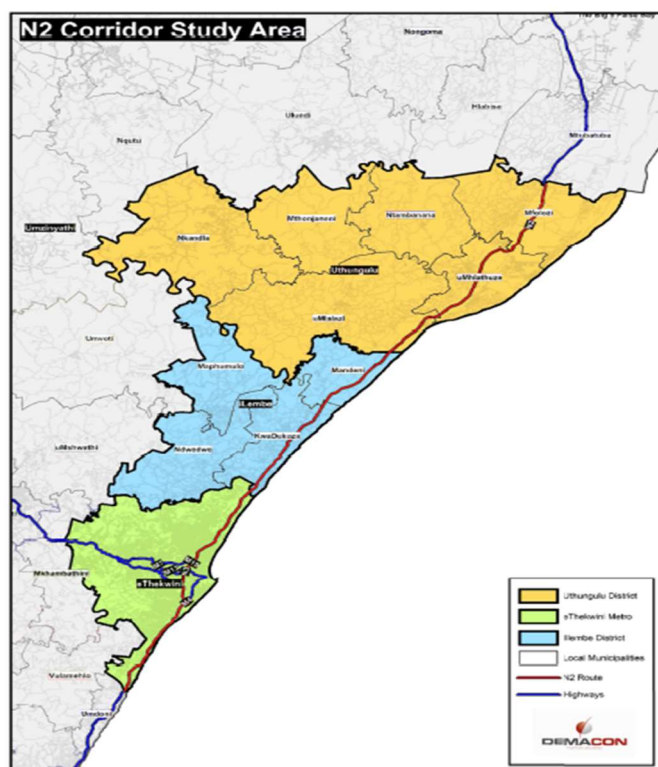 N2 Corridor Study Area
Nongoma
Ulundi
Hlabisa
Mtubatuba
Nqutu
Umzinyathi
Nkandla
Mthonjaneni
Ntambanana
Mfolozi
Uthungulu
uMhlathuze
uMlalazi
Umvoti
Maphumulo
Mandeni
iLembe
KwaDukuza
uMshwathi
Ndwedwe
Mkhambathini
eThekwini
Vulamehlo
Umdoni
Uthungulu District
eThekwini Metro
Illembe District
Local Municipalities
N2 Route
Highways
DEMACON